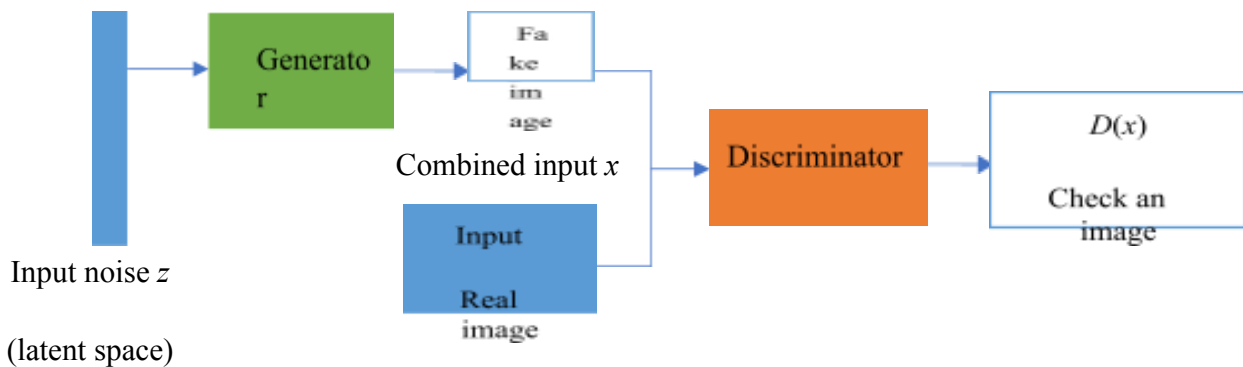 Generato
r
Fa
ke
im
age
Combined input x
Input
Real
image
Discriminator
D(x)
Check an
image
Input noise z
(latent space)